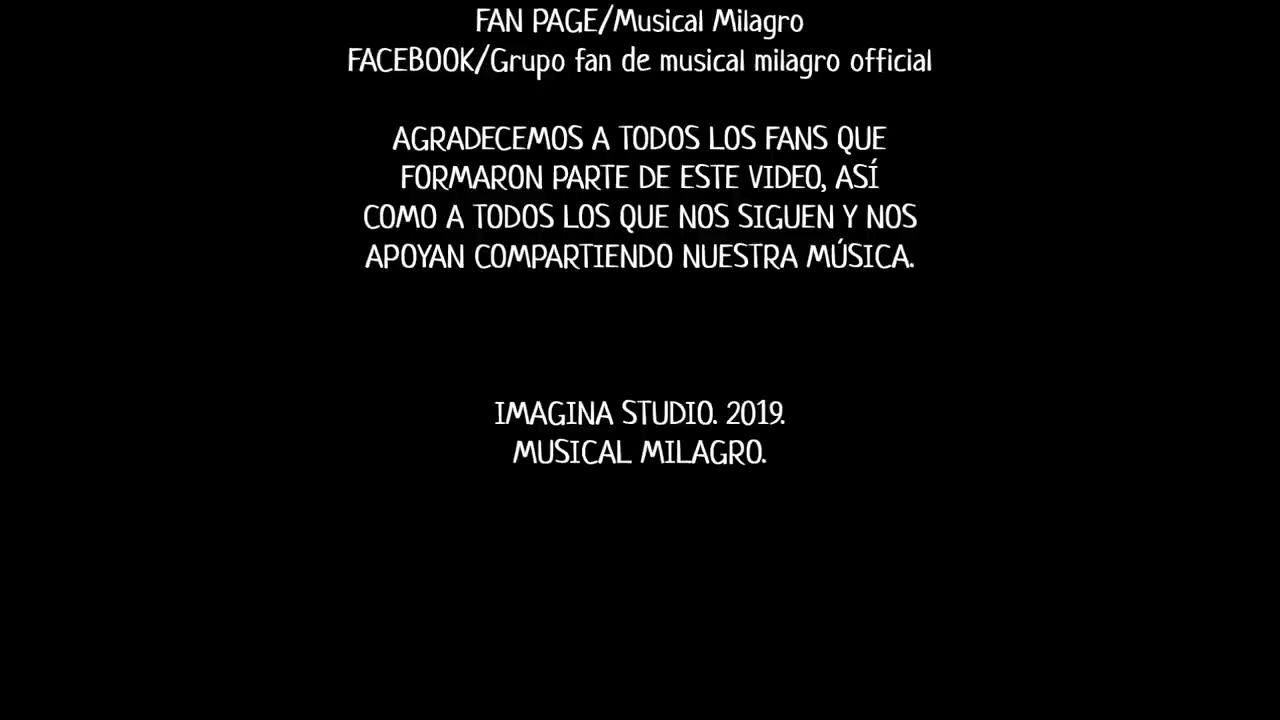 FAN PAGE/Musical Milagro
FACEBOOK/Grupo fan de musical milagro official
AGRADECEMOS A TODOS LOS FANS QUE
FORMARON PARTE DE ESTE VIDEO, ASÍ
COMO A TODOS LOS QUE NOS SIGUEN Y NOS
APOYAN COMPARTIENDO NUESTRA MÚSICA.
IMAGINA STUDIO. 2019.
MUSICAL MILAGRO.